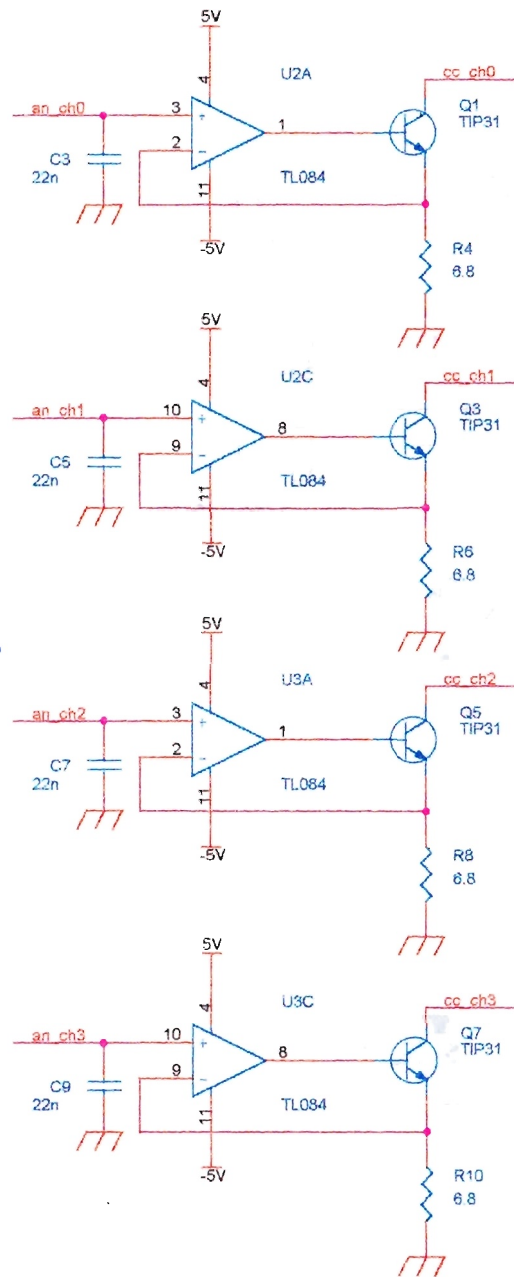 5V
4
U2A
cc_ch0
an_ch0
3
+
1
Q1
TIP31
2
-
C3
22n
11
TL084
-5V
R4
6.8
5V
4
U2C
cc_ch1
an_ch1
10
+
8
Q3
TIP31
9
-
C5
22n
11
TL084
-5V
R6
6.8
5V
4
U3A
cc_ch2
an_ch2
3
+
1
Q5
TIP31
2
-
C7
22n
11
TL084
-5V
R8
6.8
5V
4
U3C
cc_ch3
an_ch3
10
+
8
Q7
TIP31
9
-
C9
22n
11
TL084
-5V
R10
6.8